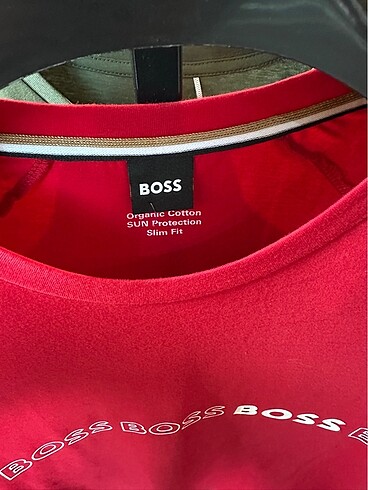 BOSS
Organic Cotton
SUN Protection
Slim Fit
BOSS BOSS BOSS B